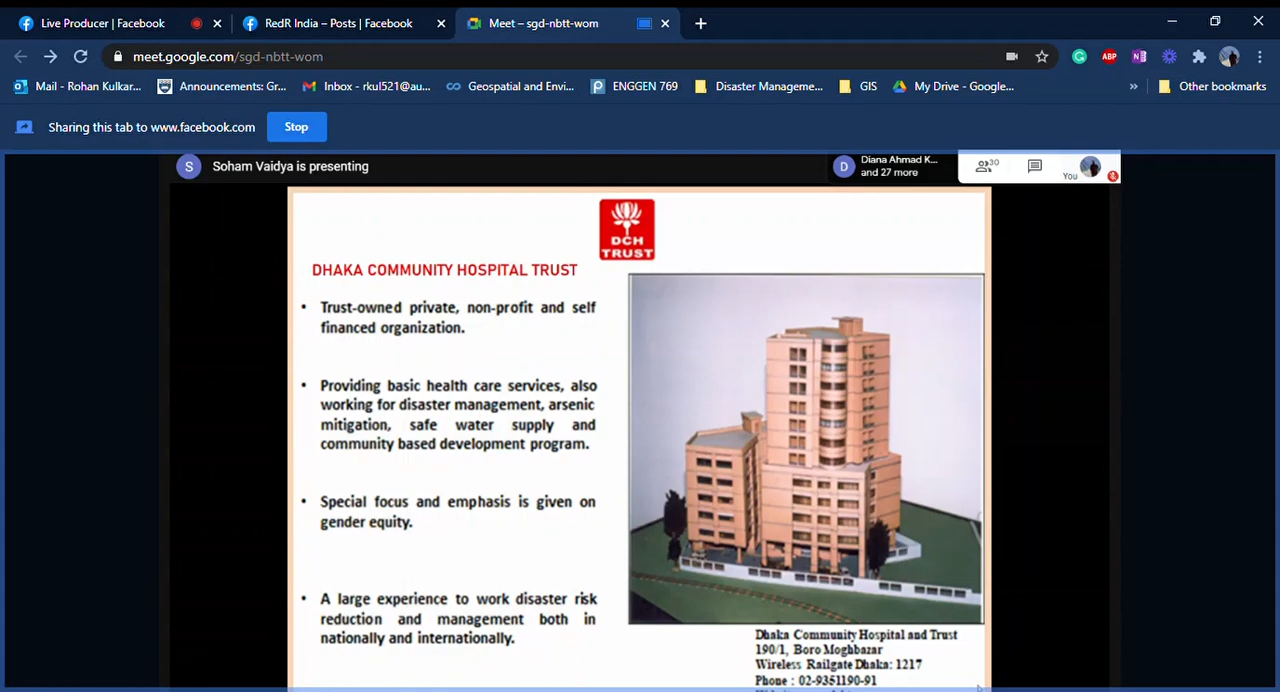 Live Producer | Facebook
RedR India – Posts | Facebook
Meet – sgd-nbtt-wom
meet.google.com/sgd-nbtt-wom
ABP
N
Mail - Rohan Kulkar...
Announcements: Gr...
Inbox - rkul521@au...
Geospatial and Envi...
ENGGEN 769
Disaster Manageme...
GIS
My Drive - Google...
»
Other bookmarks
Sharing this tab to www.facebook.com
Stop
S
Soham Vaidya is presenting
D
Diana Ahmad K...
and 27 more
30
You
DCH
TRUST
DHAKA COMMUNITY HOSPITAL TRUST
• Trust-owned private, non-profit and self
financed organization.
• Providing basic health care services, also
working for disaster management, arsenic
mitigation, safe water supply and
community based development program.
• Special focus and emphasis is given on
gender equity.
• A large experience to work disaster risk
reduction and management both in
nationally and internationally.
Dhaka Community Hospital and Trust
190/1, Boro Moghbazar
Wireless Railgate Dhaka: 1217
Phone : 02-9351190-91